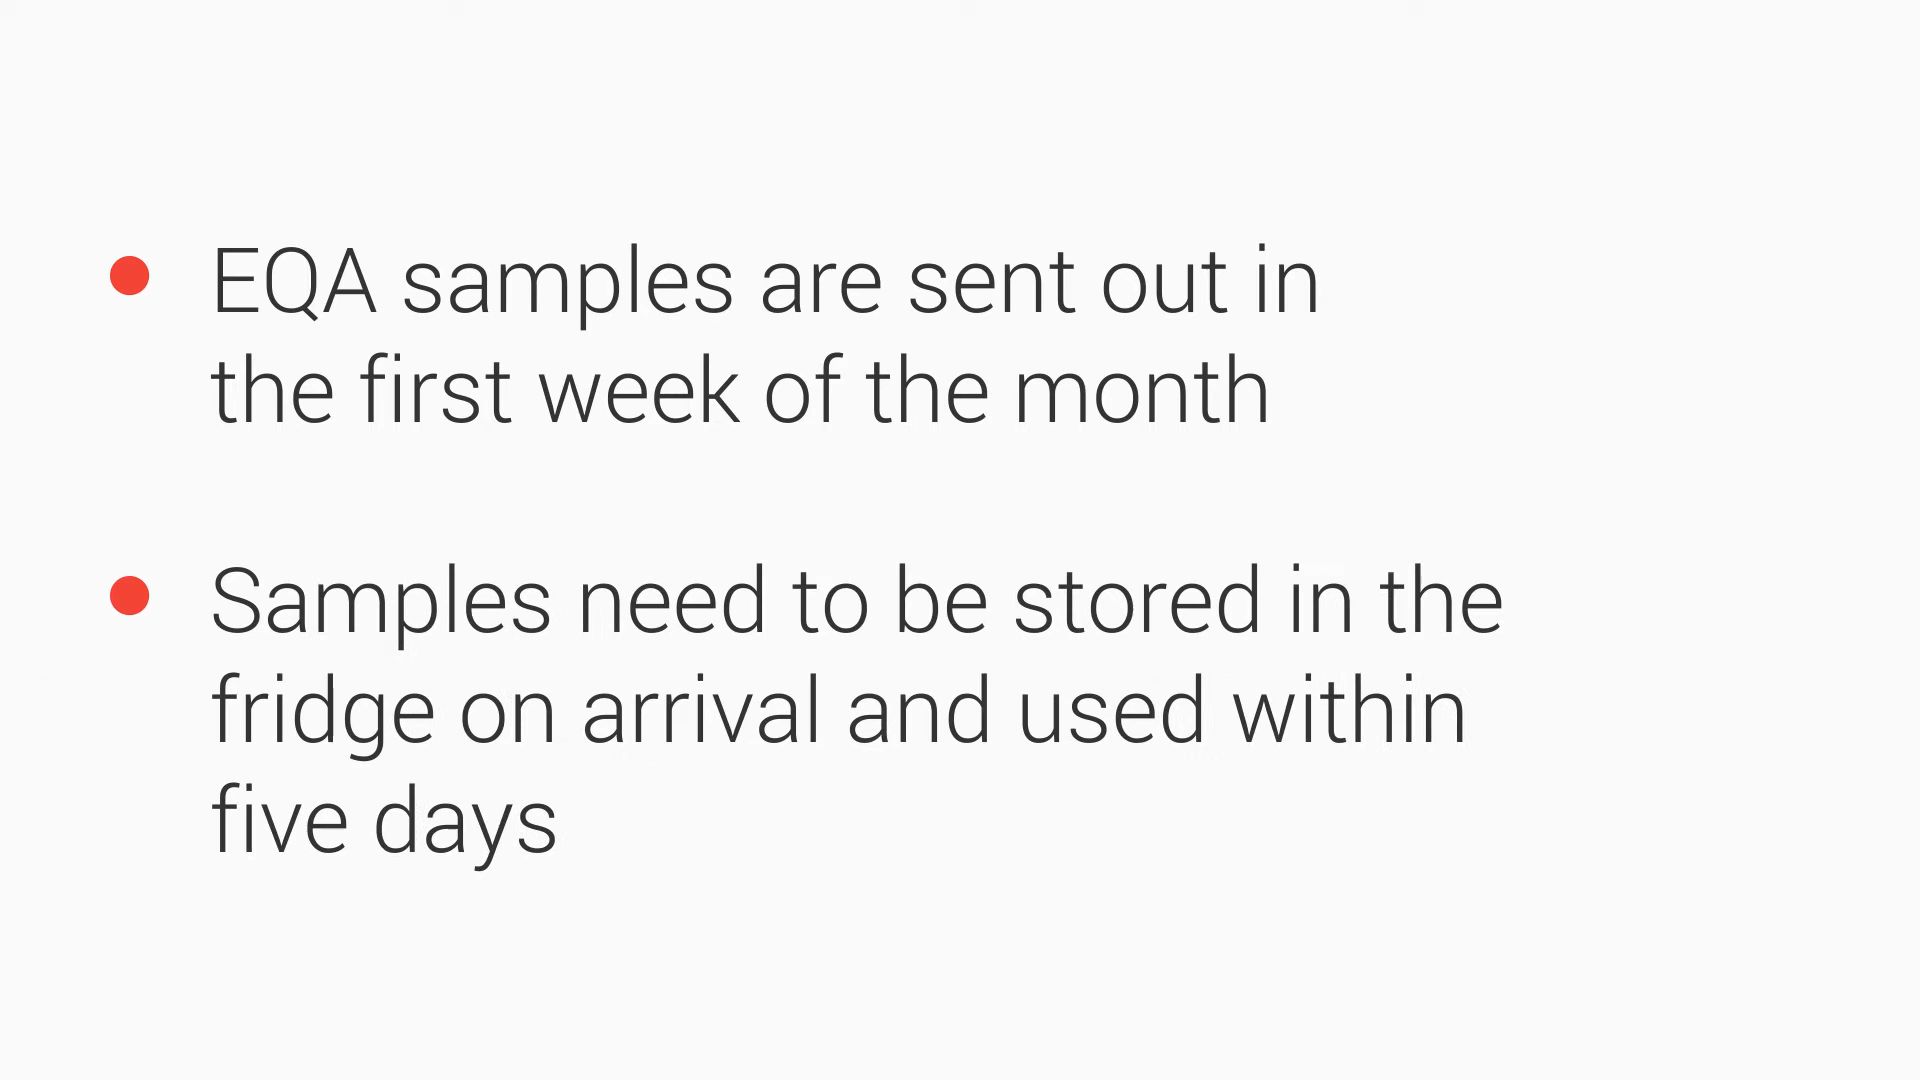 EQA samples are sent out in
the first week of the month
Samples need to be stored in the
fridge on arrival and used within
five days